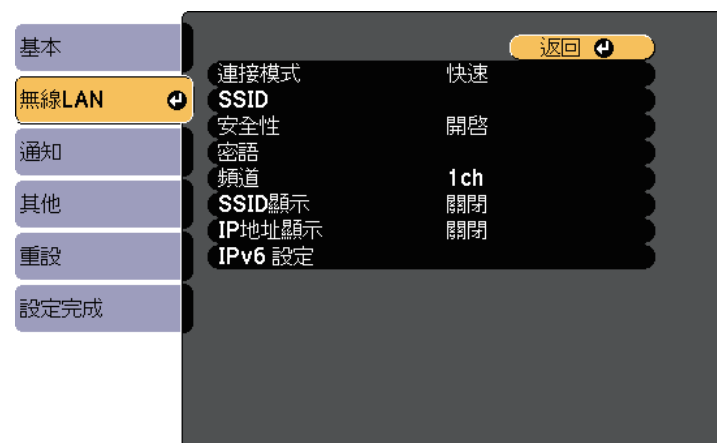 基本
無線LAN
通知
其他
重設
設定完成
返回
連接模式 快速
SSID
安全性 開啓
密語
頻道 1ch
SSID顯示 關閉
IP地址顯示 關閉
IPv6 設定